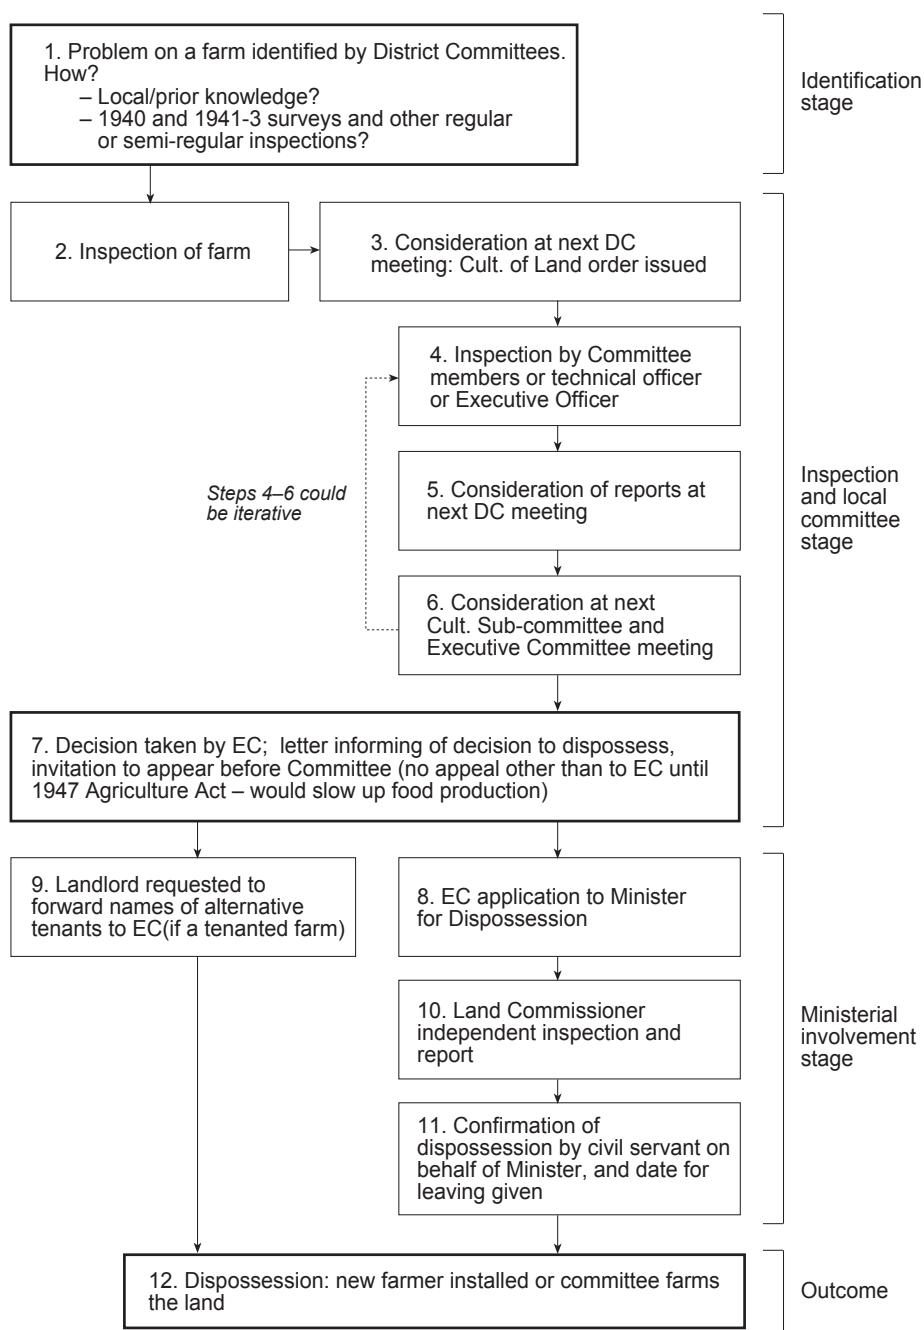 1. Problem on a farm identified by District Committees.
How?
– Local/prior knowledge?
– 1940 and 1941-3 surveys and other regular
or semi-regular inspections?
Identification
stage
2. Inspection of farm
3. Consideration at next DC
meeting: Cult. of Land order issued
4. Inspection by Committee
members or technical officer
or Executive Officer
Steps 4–6 could
be iterative
5. Consideration of reports at
next DC meeting
6. Consideration at next
Cult. Sub-committee and
Executive Committee meeting
Inspection
and local
committee
stage
7. Decision taken by EC; letter informing of decision to dispossess,
invitation to appear before Committee (no appeal other than to EC until
1947 Agriculture Act – would slow up food production)
9. Landlord requested to
forward names of alternative
tenants to EC(if a tenanted farm)
8. EC application to Minister
for Dispossession
10. Land Commissioner
independent inspection and
report
11. Confirmation of
dispossession by civil servant on
behalf of Minister, and date for
leaving given
Ministerial
involvement
stage
12. Dispossession: new farmer installed or committee farms
the land
Outcome